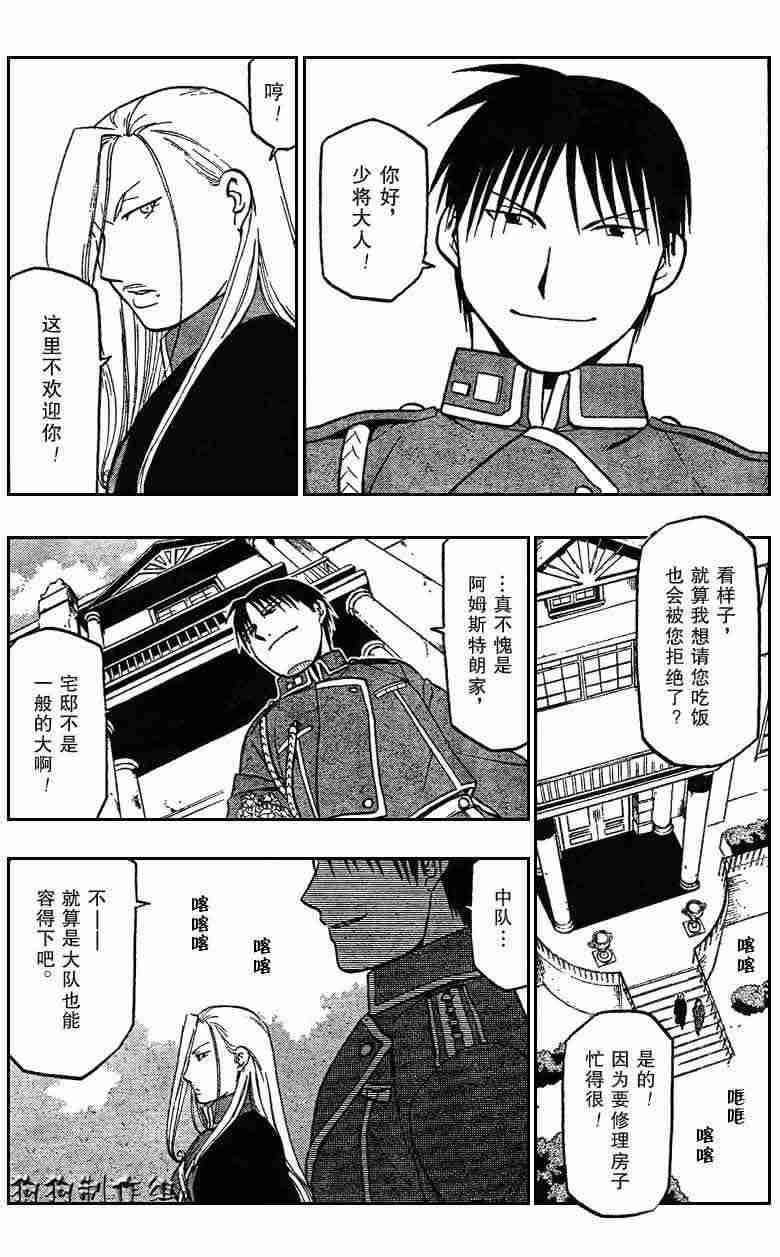 你好，
少将大人！
哼！
这里不欢迎你！
看样子，
就算我想请您吃饭
也会被您拒绝了？
喀喀
咂咂
喀喀
是的！
因为要修理房子
忙得很！
…真不愧是
阿姆斯特朗家，
宅邸不是
一般的大啊！
中队…
喀喀
喀喀喀
不——
就算是大队也能
容得下吧。
狗狗制作组